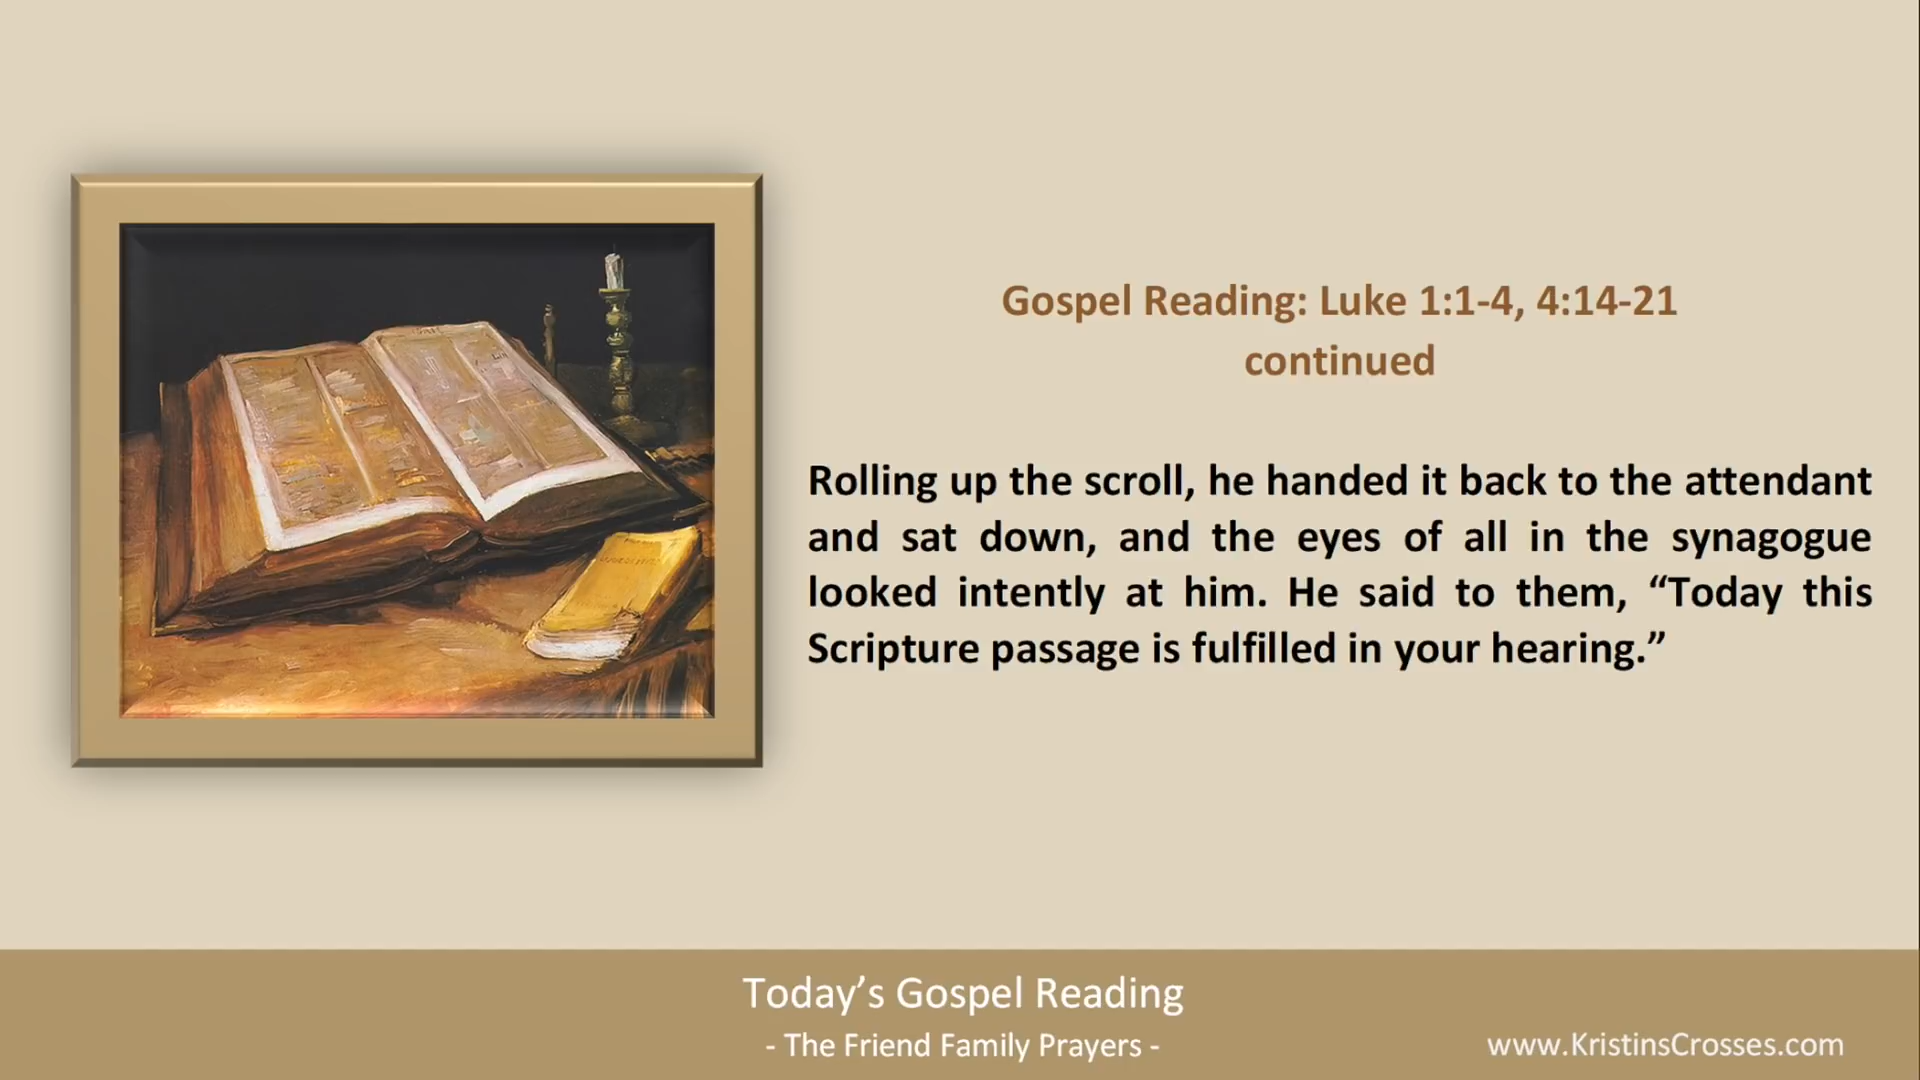 Gospel Reading: Luke 1:1-4, 4:14-21
continued
Rolling up the scroll, he handed it back to the attendant
and sat down, and the eyes of all in the synagogue
looked intently at him. He said to them, “Today this
Scripture passage is fulfilled in your hearing.”
Today’s Gospel Reading
- The Friend Family Prayers -
www.KristinsCrosses.com